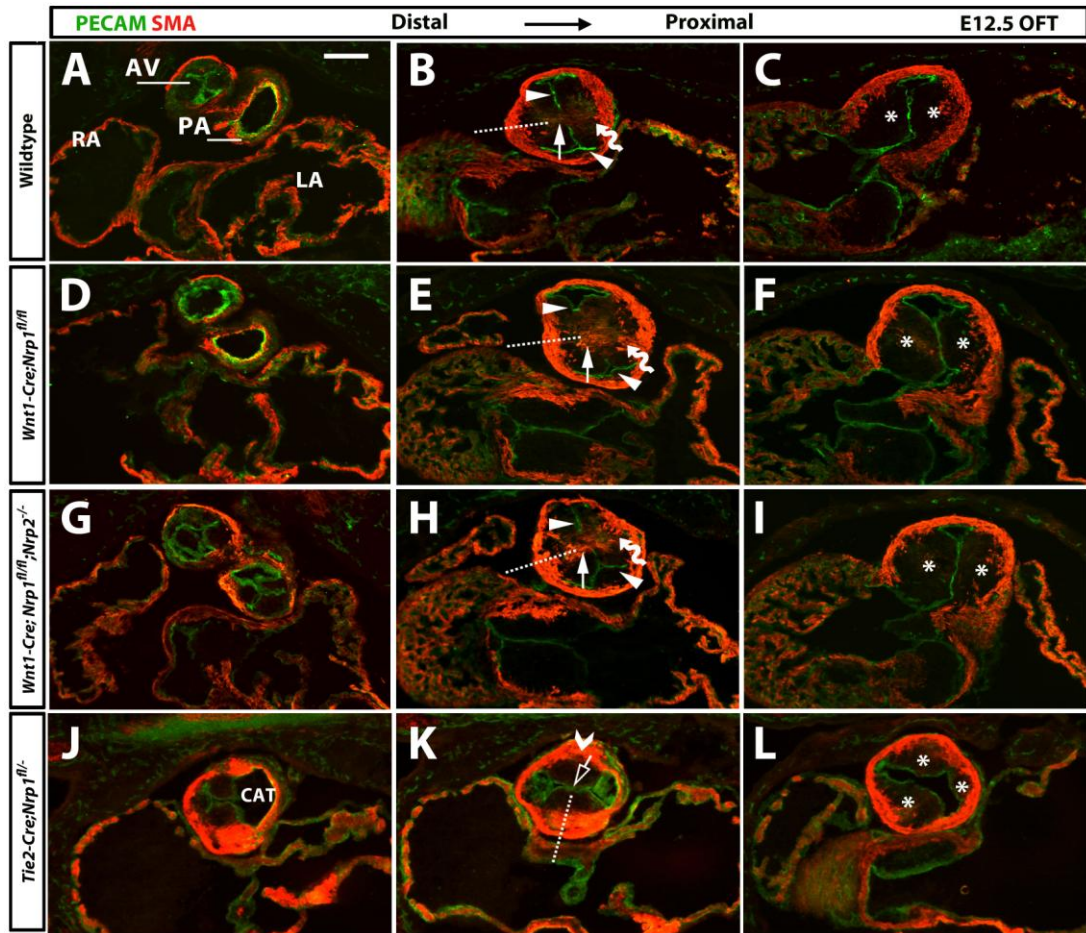 PECAM SMA Distal Proximal E12.5 OFT
Wildtype
A
AV
PA
RA
LA
B
C
* *
Wnt1-Cre;Nrp1fl/fl
D
E
F
* *
Wnt1-Cre; Nrp1fl/fl;Nrp2-/-
G
H
I
* *
Tie2-Cre;Nrp1fl/-
J
CAT
K
L
*
*
*